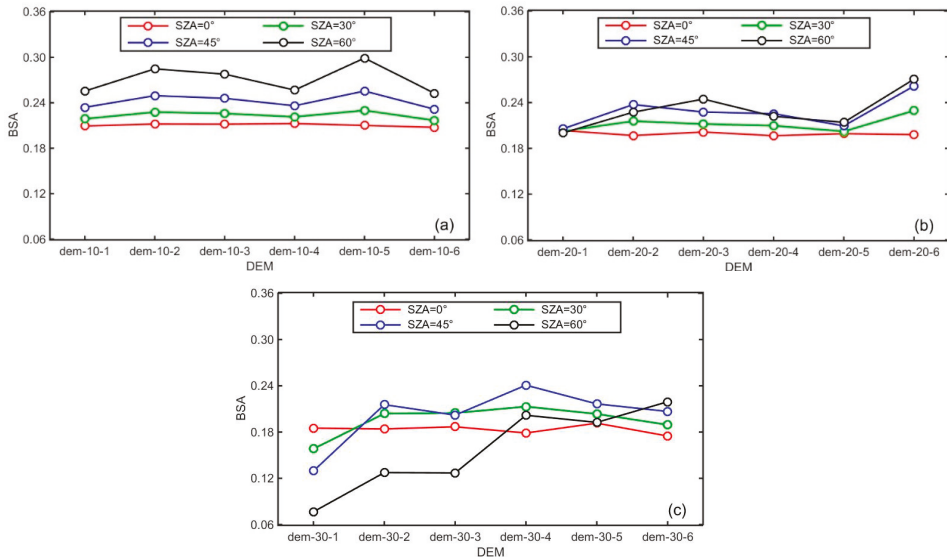 0.36
0.30
0.24
0.18
0.12
0.06
BSA
SZA=0° SZA=30°
SZA=45° SZA=60°
(a)
dem-10-1 dem-10-2 dem-10-3 dem-10-4 dem-10-5 dem-10-6
DEM
0.36
0.30
0.24
0.18
0.12
0.06
BSA
SZA=0° SZA=30°
SZA=45° SZA=60°
(b)
dem-20-1 dem-20-2 dem-20-3 dem-20-4 dem-20-5 dem-20-6
DEM
0.36
0.30
0.24
0.18
0.12
0.06
BSA
SZA=0° SZA=30°
SZA=45° SZA=60°
(c)
dem-30-1 dem-30-2 dem-30-3 dem-30-4 dem-30-5 dem-30-6
DEM